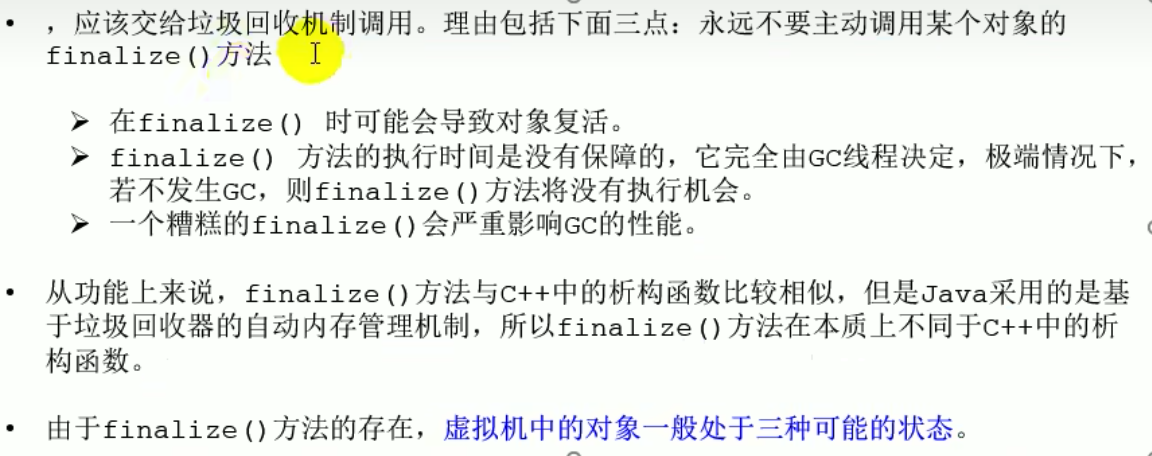 • ，应该交给垃圾回收机制调用。理由包括下面三点：永远不要主动调用某个对象的
finalize()方法
➢ 在finalize() 时可能会导致对象复活。
➢ finalize() 方法的执行时间是没有保障的，它完全由GC线程决定，极端情况下，
若不发生GC，则finalize()方法将没有执行机会。
➢ 一个糟糕的finalize()会严重影响GC的性能。
• 从功能上来说，finalize()方法与C++中的析构函数比较相似，但是Java采用的是基
于垃圾回收器的自动内存管理机制，所以finalize()方法在本质上不同于C++中的析
构函数。
• 由于finalize()方法的存在，虚拟机中的对象一般处于三种可能的状态。